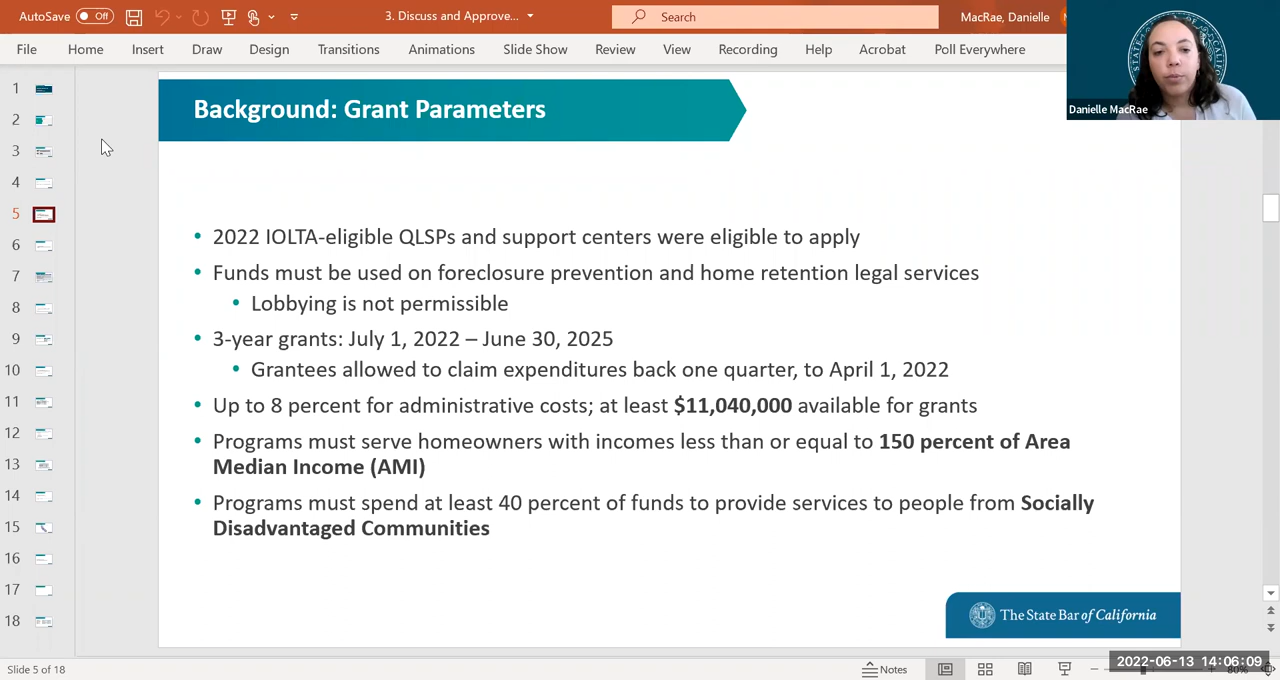 AutoSave Off 3. Discuss and Approve... Search MacRae, Danielle
File Home Insert Draw Design Transitions Animations Slide Show Review View Recording Help Acrobat Poll Everywhere
Danielle MacRae
1
2
3
4
5
6
7
8
9
10
11
12
13
14
15
16
17
18
Background: Grant Parameters
• 2022 IOLTA-eligible QLSPs and support centers were eligible to apply
• Funds must be used on foreclosure prevention and home retention legal services
• Lobbying is not permissible
• 3-year grants: July 1, 2022 – June 30, 2025
• Grantees allowed to claim expenditures back one quarter, to April 1, 2022
• Up to 8 percent for administrative costs; at least $11,040,000 available for grants
• Programs must serve homeowners with incomes less than or equal to 150 percent of Area
Median Income (AMI)
• Programs must spend at least 40 percent of funds to provide services to people from Socially
Disadvantaged Communities
The State Bar of California
Slide 5 of 18 Notes 80%
2022-06-13 14:06:09